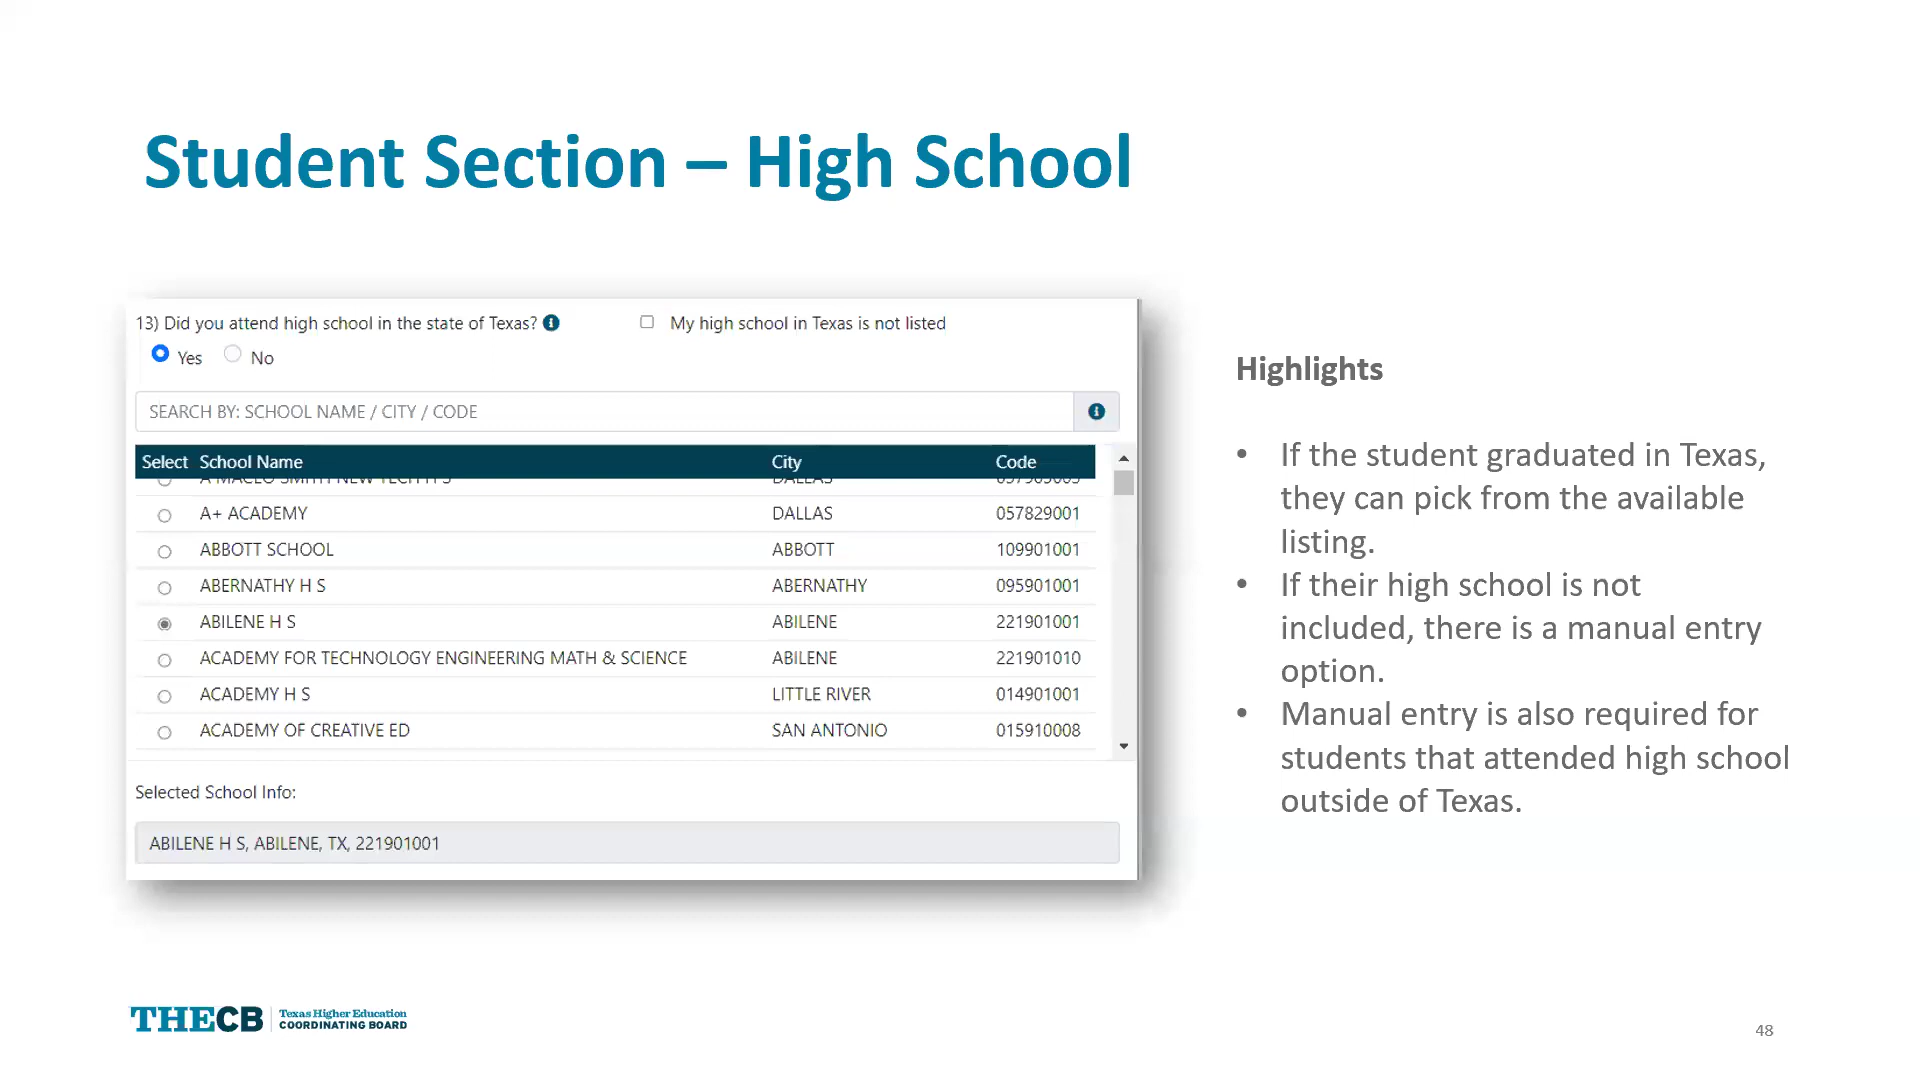 Student Section – High School
13) Did you attend high school in the state of Texas?
My high school in Texas is not listed
Yes No
SEARCH BY: SCHOOL NAME / CITY / CODE
Select School Name City Code
A+ ACADEMY DALLAS 057829001
ABBOTT SCHOOL ABBOTT 109901001
ABERNATHY H S ABERNATHY 095901001
ABILENE H S ABILENE 221901001
ACADEMY FOR TECHNOLOGY ENGINEERING MATH & SCIENCE ABILENE 221901010
ACADEMY H S LITTLE RIVER 014901001
ACADEMY OF CREATIVE ED SAN ANTONIO 015910008
Selected School Info:
ABILENE H S, ABILENE, TX, 221901001
Highlights
• If the student graduated in Texas,
they can pick from the available
listing.
• If their high school is not
included, there is a manual entry
option.
• Manual entry is also required for
students that attended high school
outside of Texas.
THECB
Texas Higher Education
COORDINATING BOARD
48